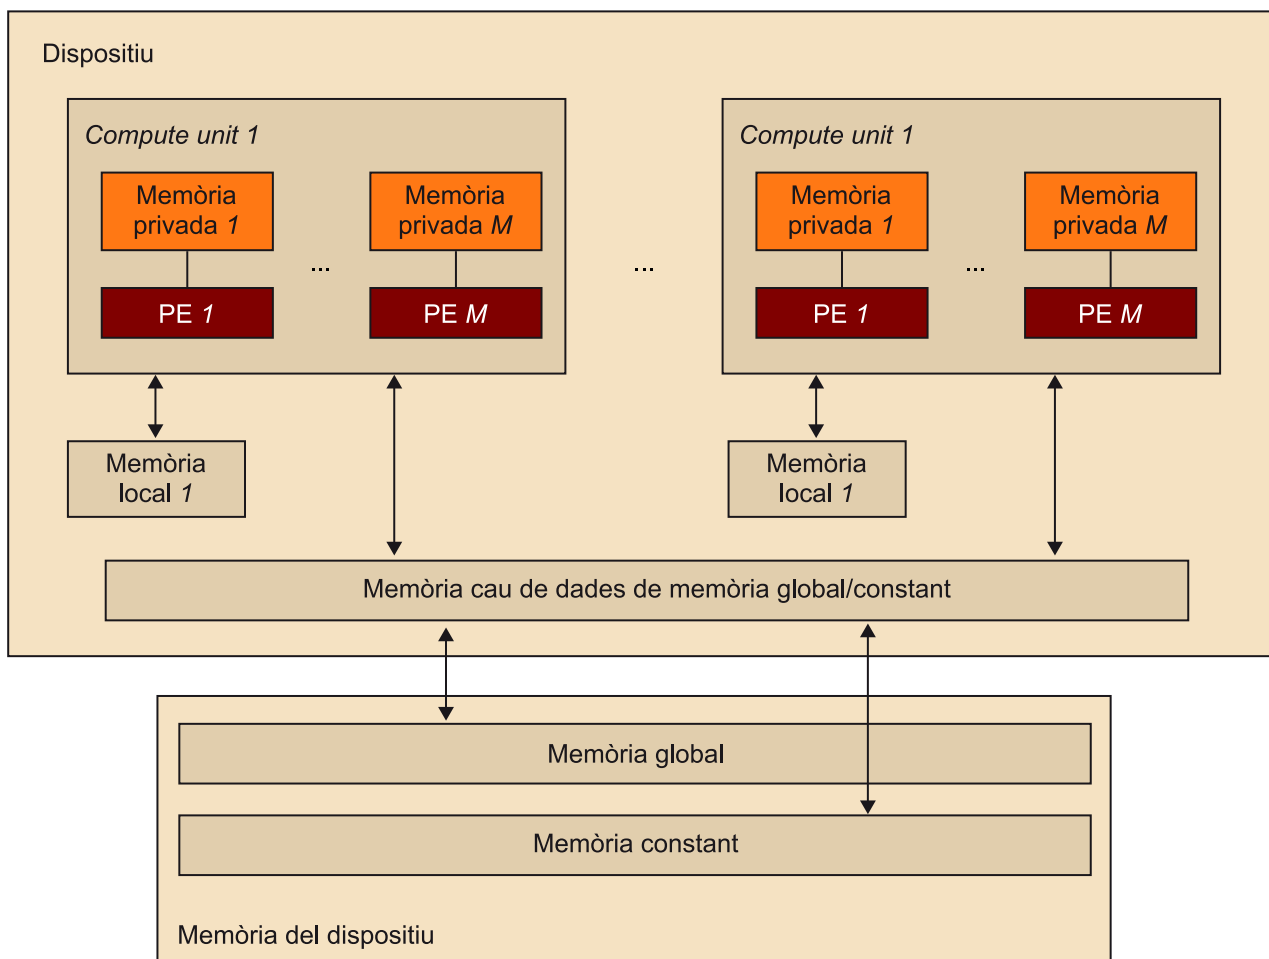 Dispositiu
Compute unit 1
Memòria
privada 1
Memòria
privada M
...
PE 1
PE M
...
Compute unit 1
Memòria
privada 1
Memòria
privada M
...
PE 1
PE M
Memòria
local 1
Memòria
local 1
Memòria cau de dades de memòria global/constant
Memòria global
Memòria constant
Memòria del dispositiu